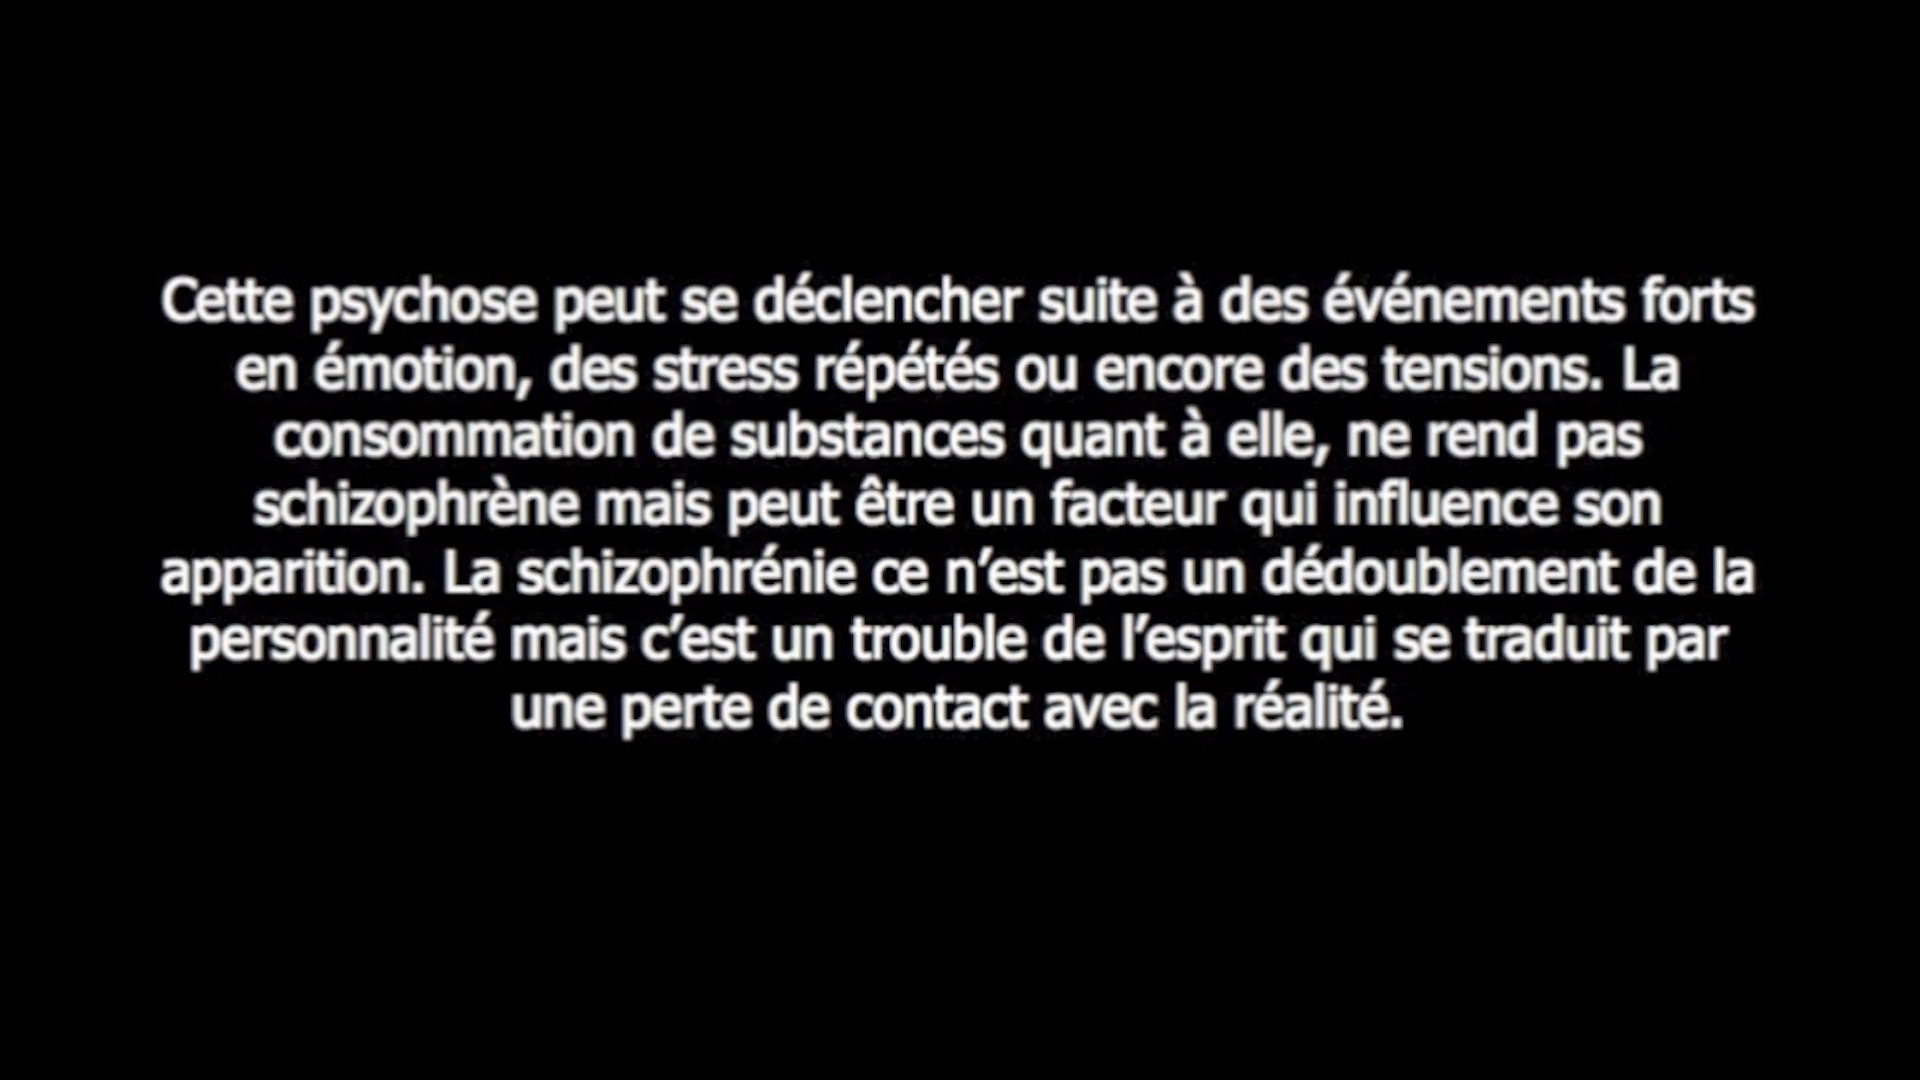 Cette psychose peut se déclencher suite à des événements forts
en émotion, des stress répétés ou encore des tensions. La
consommation de substances quant à elle, ne rend pas
schizophrène mais peut être un facteur qui influence son
apparition. La schizophrénie ce n’est pas un dédoublement de la
personnalité mais c’est un trouble de l’esprit qui se traduit par
une perte de contact avec la réalité.